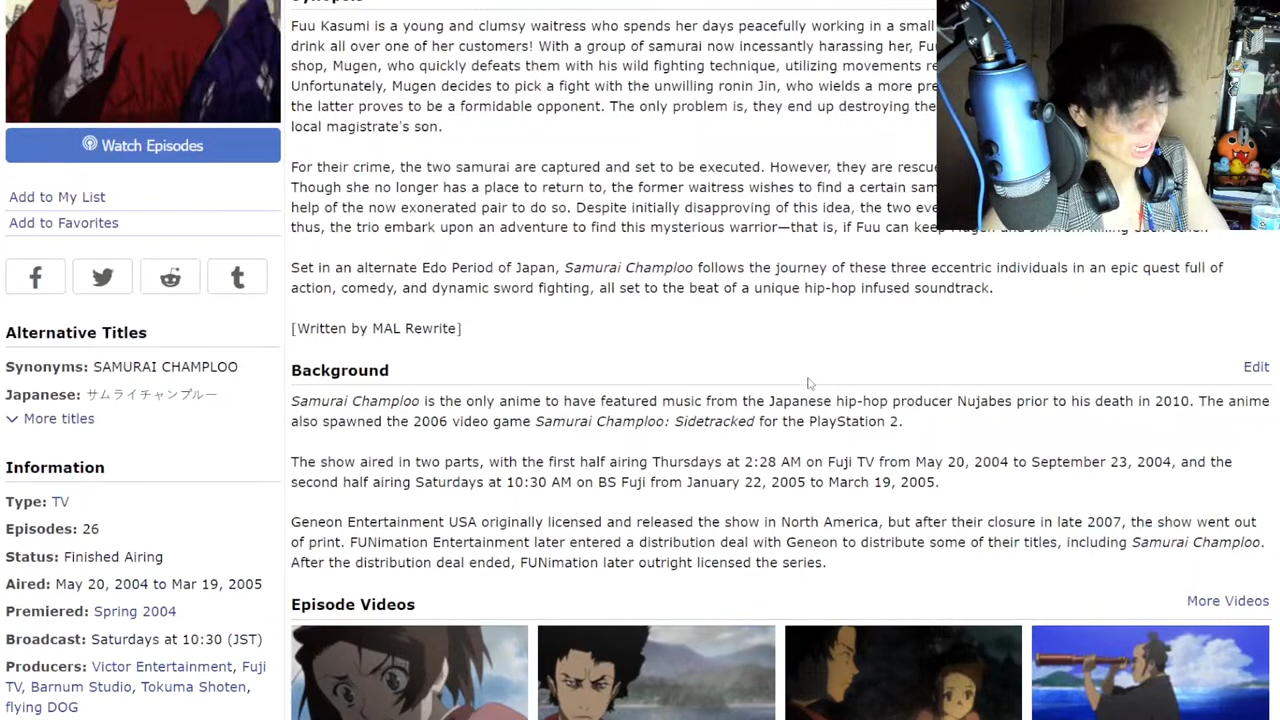 Synopsis
Fuu Kasumi is a young and clumsy waitress who spends her days peacefully working in a small
drink all over one of her customers! With a group of samurai now incessantly harassing her, Fu
shop, Mugen, who quickly defeats them with his wild fighting technique, utilizing movements re
Unfortunately, Mugen decides to pick a fight with the unwilling ronin Jin, who wields a more pre
the latter proves to be a formidable opponent. The only problem is, they end up destroying the
local magistrate's son.
Watch Episodes
For their crime, the two samurai are captured and set to be executed. However, they are rescu
Though she no longer has a place to return to, the former waitress wishes to find a certain sam
help of the now exonerated pair to do so. Despite initially disapproving of this idea, the two eve
thus, the trio embark upon an adventure to find this mysterious warrior—that is, if Fuu can keep Mugen and Jin from killing each other.
Add to My List
Add to Favorites
Set in an alternate Edo Period of Japan, Samurai Champloo follows the journey of these three eccentric individuals in an epic quest full of
action, comedy, and dynamic sword fighting, all set to the beat of a unique hip-hop infused soundtrack.
[Written by MAL Rewrite]
Alternative Titles
Synonyms: SAMURAI CHAMPLOO
Japanese: サムライチャンプルー
More titles
Background
Edit
Samurai Champloo is the only anime to have featured music from the Japanese hip-hop producer Nujabes prior to his death in 2010. The anime
also spawned the 2006 video game Samurai Champloo: Sidetracked for the PlayStation 2.
The show aired in two parts, with the first half airing Thursdays at 2:28 AM on Fuji TV from May 20, 2004 to September 23, 2004, and the
second half airing Saturdays at 10:30 AM on BS Fuji from January 22, 2005 to March 19, 2005.
Geneon Entertainment USA originally licensed and released the show in North America, but after their closure in late 2007, the show went out
of print. FUNimation Entertainment later entered a distribution deal with Geneon to distribute some of their titles, including Samurai Champloo.
After the distribution deal ended, FUNimation later outright licensed the series.
Information
Type: TV
Episodes: 26
Status: Finished Airing
Aired: May 20, 2004 to Mar 19, 2005
Premiered: Spring 2004
Broadcast: Saturdays at 10:30 (JST)
Producers: Victor Entertainment, Fuji
TV, Barnum Studio, Tokuma Shoten,
flying DOG
Episode Videos
More Videos